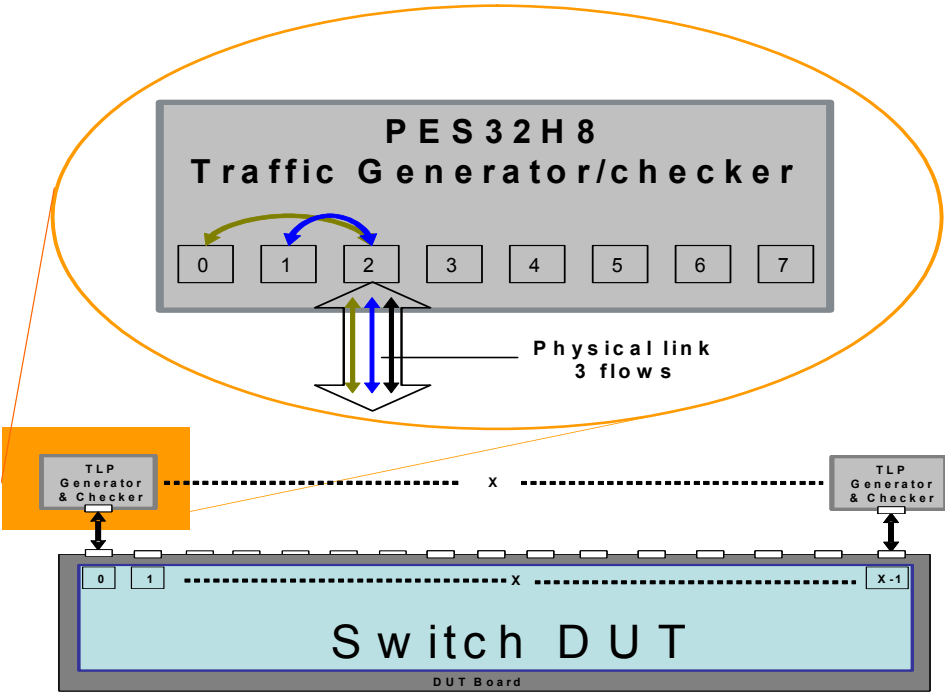 PES32H8
Traffic Generator/checker
0 1 2 3 4 5 6 7
Physical link
3 flows
TLP
Generator
& Checker
x
TLP
Generator
& Checker
0 1 x X-1
Switch DUT
DUT Board